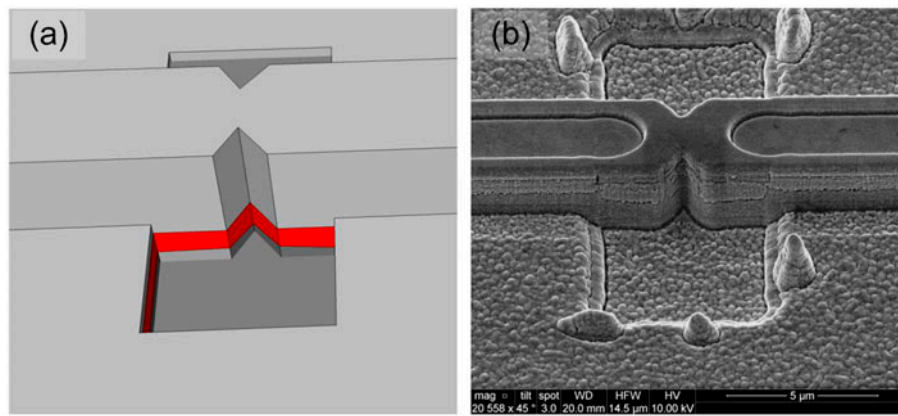 (a)
(b)
mag □ tilt spot WD HFW HV
20 558 x 45 ° 3.0 20.0 mm 14.5 µm 10.00 kV
5 µm